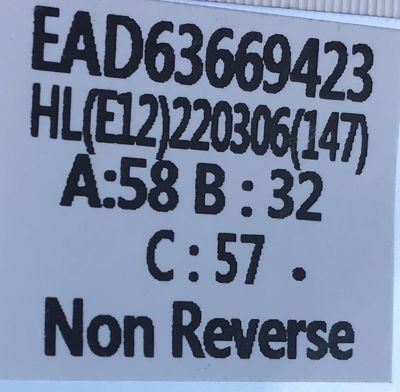 EAD63669423
HL(E12)220306(147)
A:58 B : 32
C : 57 .
Non Reverse